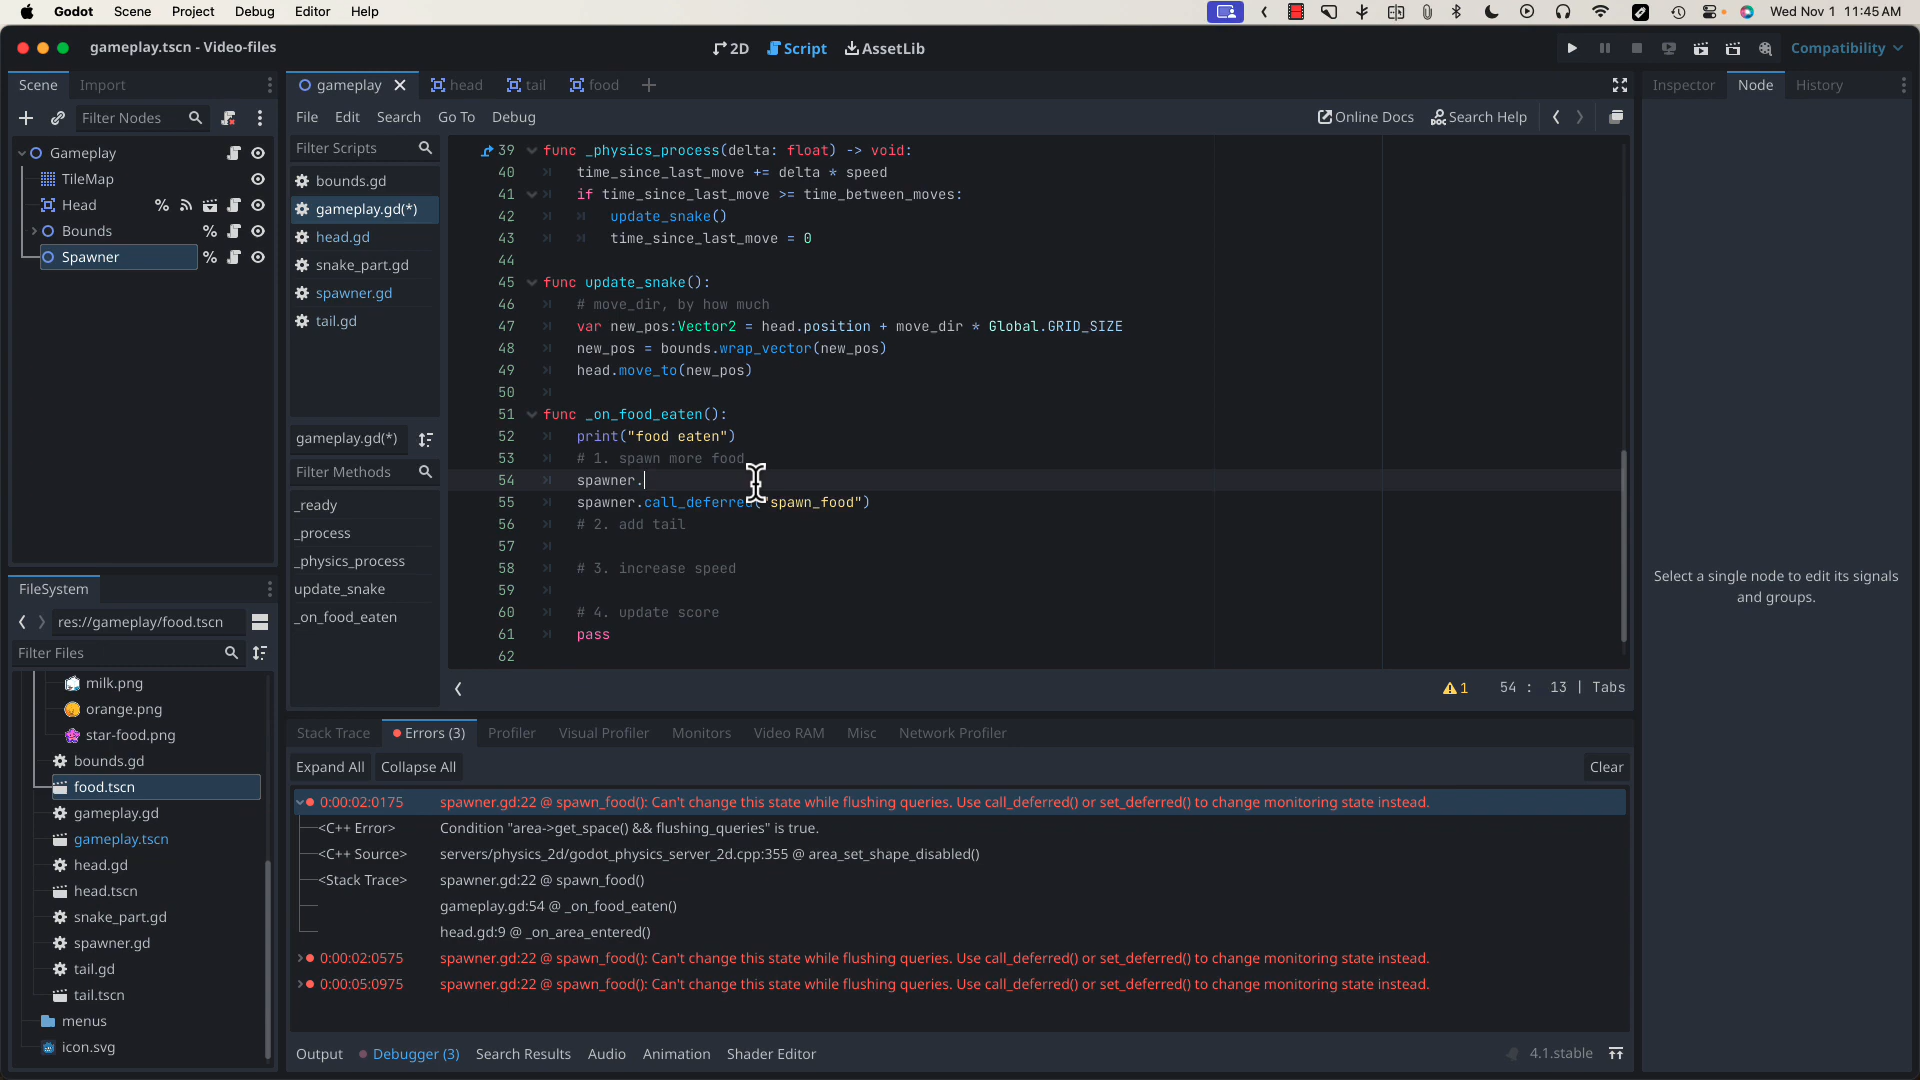 Godot Scene Project Debug Editor Help Wed Nov 1 11:45 AM
gameplay.tscn - Video-files 2D Script AssetLib Compatibility
Scene Import gameplay head tail food Inspector Node History
Filter Nodes File Edit Search Go To Debug Online Docs Search Help
Gameplay
TileMap
Head %
Bounds %
Spawner %
Filter Scripts
bounds.gd
gameplay.gd(*)
head.gd
snake_part.gd
spawner.gd
tail.gd
gameplay.gd(*)
Filter Methods
_ready
_process
_physics_process
update_snake
_on_food_eaten
39 func _physics_process(delta: float) -> void:
40 time_since_last_move += delta * speed
41 if time_since_last_move >= time_between_moves:
42 update_snake()
43 time_since_last_move = 0
44
45 func update_snake():
46 # move_dir, by how much
47 var new_pos:Vector2 = head.position + move_dir * Global.GRID_SIZE
48 new_pos = bounds.wrap_vector(new_pos)
49 head.move_to(new_pos)
50
51 func _on_food_eaten():
52 print("food eaten")
53 # 1. spawn more food
54 spawner.
55 spawner.call_deferred("spawn_food")
56 # 2. add tail
57
58 # 3. increase speed
59
60 # 4. update score
61 pass
62
1 54 : 13 | Tabs
Select a single node to edit its signals
and groups.
FileSystem
res://gameplay/food.tscn
Filter Files
milk.png
orange.png
star-food.png
bounds.gd
food.tscn
gameplay.gd
gameplay.tscn
head.gd
head.tscn
snake_part.gd
spawner.gd
tail.gd
tail.tscn
menus
icon.svg
Stack Trace Errors (3) Profiler Visual Profiler Monitors Video RAM Misc Network Profiler
Expand All Collapse All Clear
0:00:02:0175 spawner.gd:22 @ spawn_food(): Can't change this state while flushing queries. Use call_deferred() or set_deferred() to change monitoring state instead.
<C++ Error> Condition "area->get_space() && flushing_queries" is true.
<C++ Source> servers/physics_2d/godot_physics_server_2d.cpp:355 @ area_set_shape_disabled()
<Stack Trace> spawner.gd:22 @ spawn_food()
gameplay.gd:54 @ _on_food_eaten()
head.gd:9 @ _on_area_entered()
0:00:02:0575 spawner.gd:22 @ spawn_food(): Can't change this state while flushing queries. Use call_deferred() or set_deferred() to change monitoring state instead.
0:00:05:0975 spawner.gd:22 @ spawn_food(): Can't change this state while flushing queries. Use call_deferred() or set_deferred() to change monitoring state instead.
Output Debugger (3) Search Results Audio Animation Shader Editor 4.1.stable